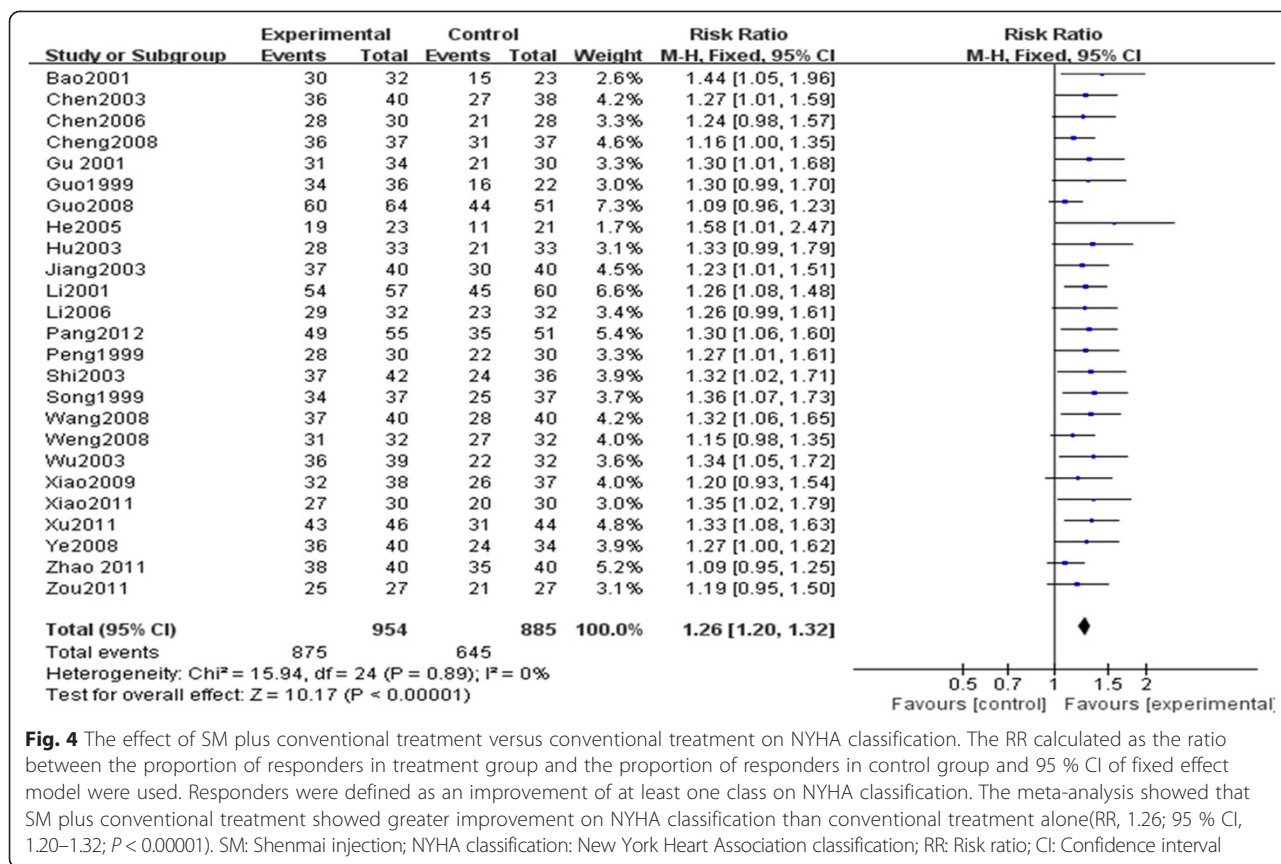 Experimental Control Risk Ratio Risk Ratio
Study or Subgroup Events Total Events Total Weight M-H, Fixed, 95% CI M-H, Fixed, 95% CI
Bao2001 30 32 15 23 2.6% 1.44 [1.05, 1.96]
Chen2003 36 40 27 38 4.2% 1.27 [1.01, 1.59]
Chen2006 28 30 21 28 3.3% 1.24 [0.98, 1.57]
Cheng2008 36 37 31 37 4.6% 1.16 [1.00, 1.35]
Gu 2001 31 34 21 30 3.3% 1.30 [1.01, 1.68]
Guo1999 34 36 16 22 3.0% 1.30 [0.99, 1.70]
Guo2008 60 64 44 51 7.3% 1.09 [0.96, 1.23]
He2005 19 23 11 21 1.7% 1.58 [1.01, 2.47]
Hu2003 28 33 21 33 3.1% 1.33 [0.99, 1.79]
Jiang2003 37 40 30 40 4.5% 1.23 [1.01, 1.51]
Li2001 54 57 45 60 6.6% 1.26 [1.08, 1.48]
Li2006 29 32 23 32 3.4% 1.26 [0.99, 1.61]
Pang2012 49 55 35 51 5.4% 1.30 [1.06, 1.60]
Peng1999 28 30 22 30 3.3% 1.27 [1.01, 1.61]
Shi2003 37 42 24 36 3.9% 1.32 [1.02, 1.71]
Song1999 34 37 25 37 3.7% 1.36 [1.07, 1.73]
Wang2008 37 40 28 40 4.2% 1.32 [1.06, 1.65]
Weng2008 31 32 27 32 4.0% 1.15 [0.98, 1.35]
Wu2003 36 39 22 32 3.6% 1.34 [1.05, 1.72]
Xiao2009 32 38 26 37 4.0% 1.20 [0.93, 1.54]
Xiao2011 27 30 20 30 3.0% 1.35 [1.02, 1.79]
Xu2011 43 46 31 44 4.8% 1.33 [1.08, 1.63]
Ye2008 36 40 24 34 3.9% 1.27 [1.00, 1.62]
Zhao 2011 38 40 35 40 5.2% 1.09 [0.95, 1.25]
Zou2011 25 27 21 27 3.1% 1.19 [0.95, 1.50]
Total (95% CI) 954 885 100.0% 1.26 [1.20, 1.32]
Total events 875 645
Heterogeneity: Chi² = 15.94, df = 24 (P = 0.89); I² = 0%
Test for overall effect: Z = 10.17 (P < 0.00001)
0.5 0.7 1 1.5 2
Favours [control] Favours [experimental]
Fig. 4 The effect of SM plus conventional treatment versus conventional treatment on NYHA classification. The RR calculated as the ratio
between the proportion of responders in treatment group and the proportion of responders in control group and 95 % CI of fixed effect
model were used. Responders were defined as an improvement of at least one class on NYHA classification. The meta-analysis showed that
SM plus conventional treatment showed greater improvement on NYHA classification than conventional treatment alone(RR, 1.26; 95 % CI,
1.20–1.32; P < 0.00001). SM: Shenmai injection; NYHA classification: New York Heart Association classification; RR: Risk ratio; CI: Confidence interval